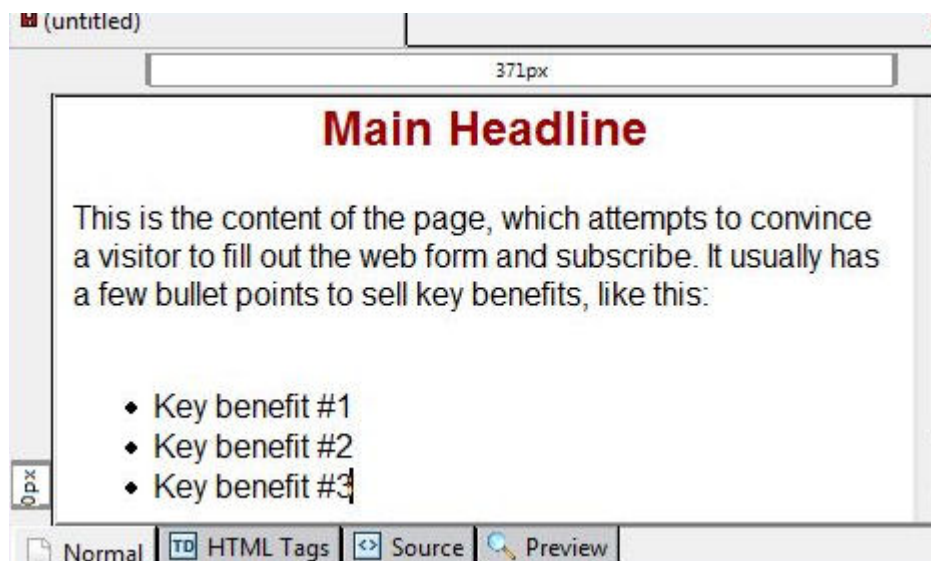 (untitled)
371px
Main Headline
This is the content of the page, which attempts to convince
a visitor to fill out the web form and subscribe. It usually has
a few bullet points to sell key benefits, like this:
• Key benefit #1
• Key benefit #2
• Key benefit #3
0px
Normal TD HTML Tags <> Source Preview